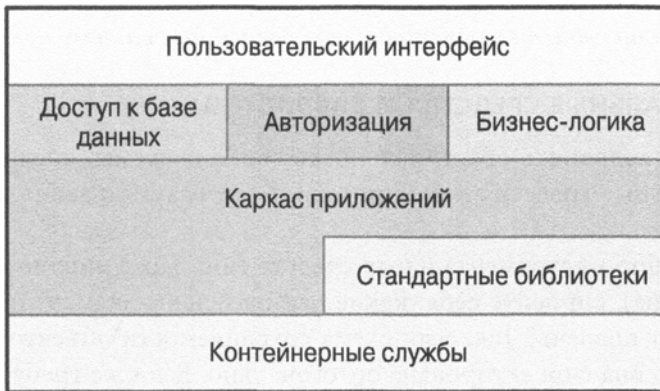 Пользовательский интерфейс
Доступ к базе
данных
Авторизация
Бизнес-логика
Каркас приложений
Стандартные библиотеки
Контейнерные службы